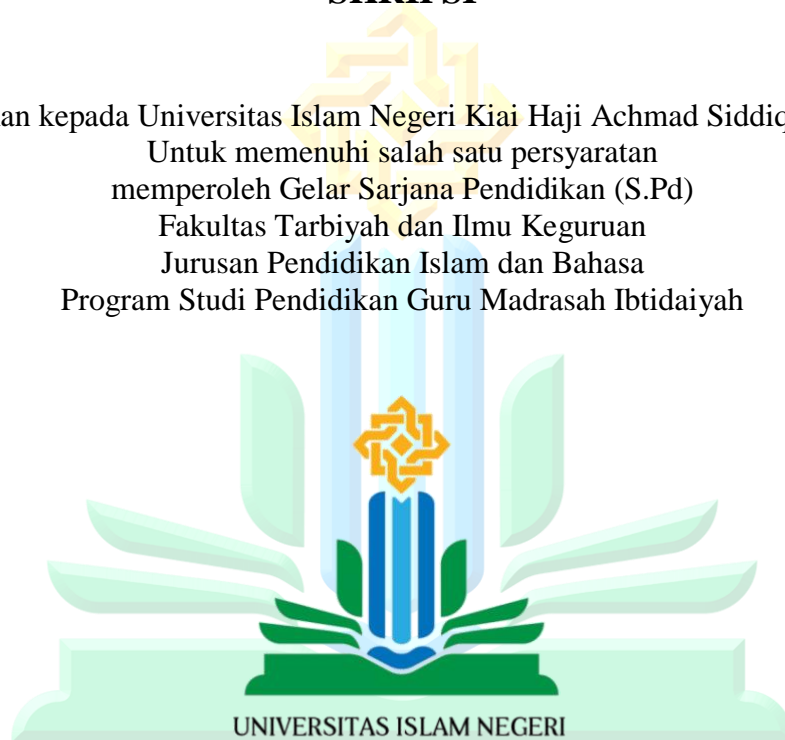 kepada Universitas Islam Negeri Kiai Haji Achmad
Untuk memenuhi salah satu persyaratan
memperoleh Gelar Sarjana Pendidikan (S.Pd)
Fakultas Tarbiyah dan Ilmu Keguruan
Jurusan Pendidikan Islam dan Bahasa
Program Studi Pendidikan Guru Madrasah Ibtidaiyah
UNIVERSITAS ISLAM NEGERI